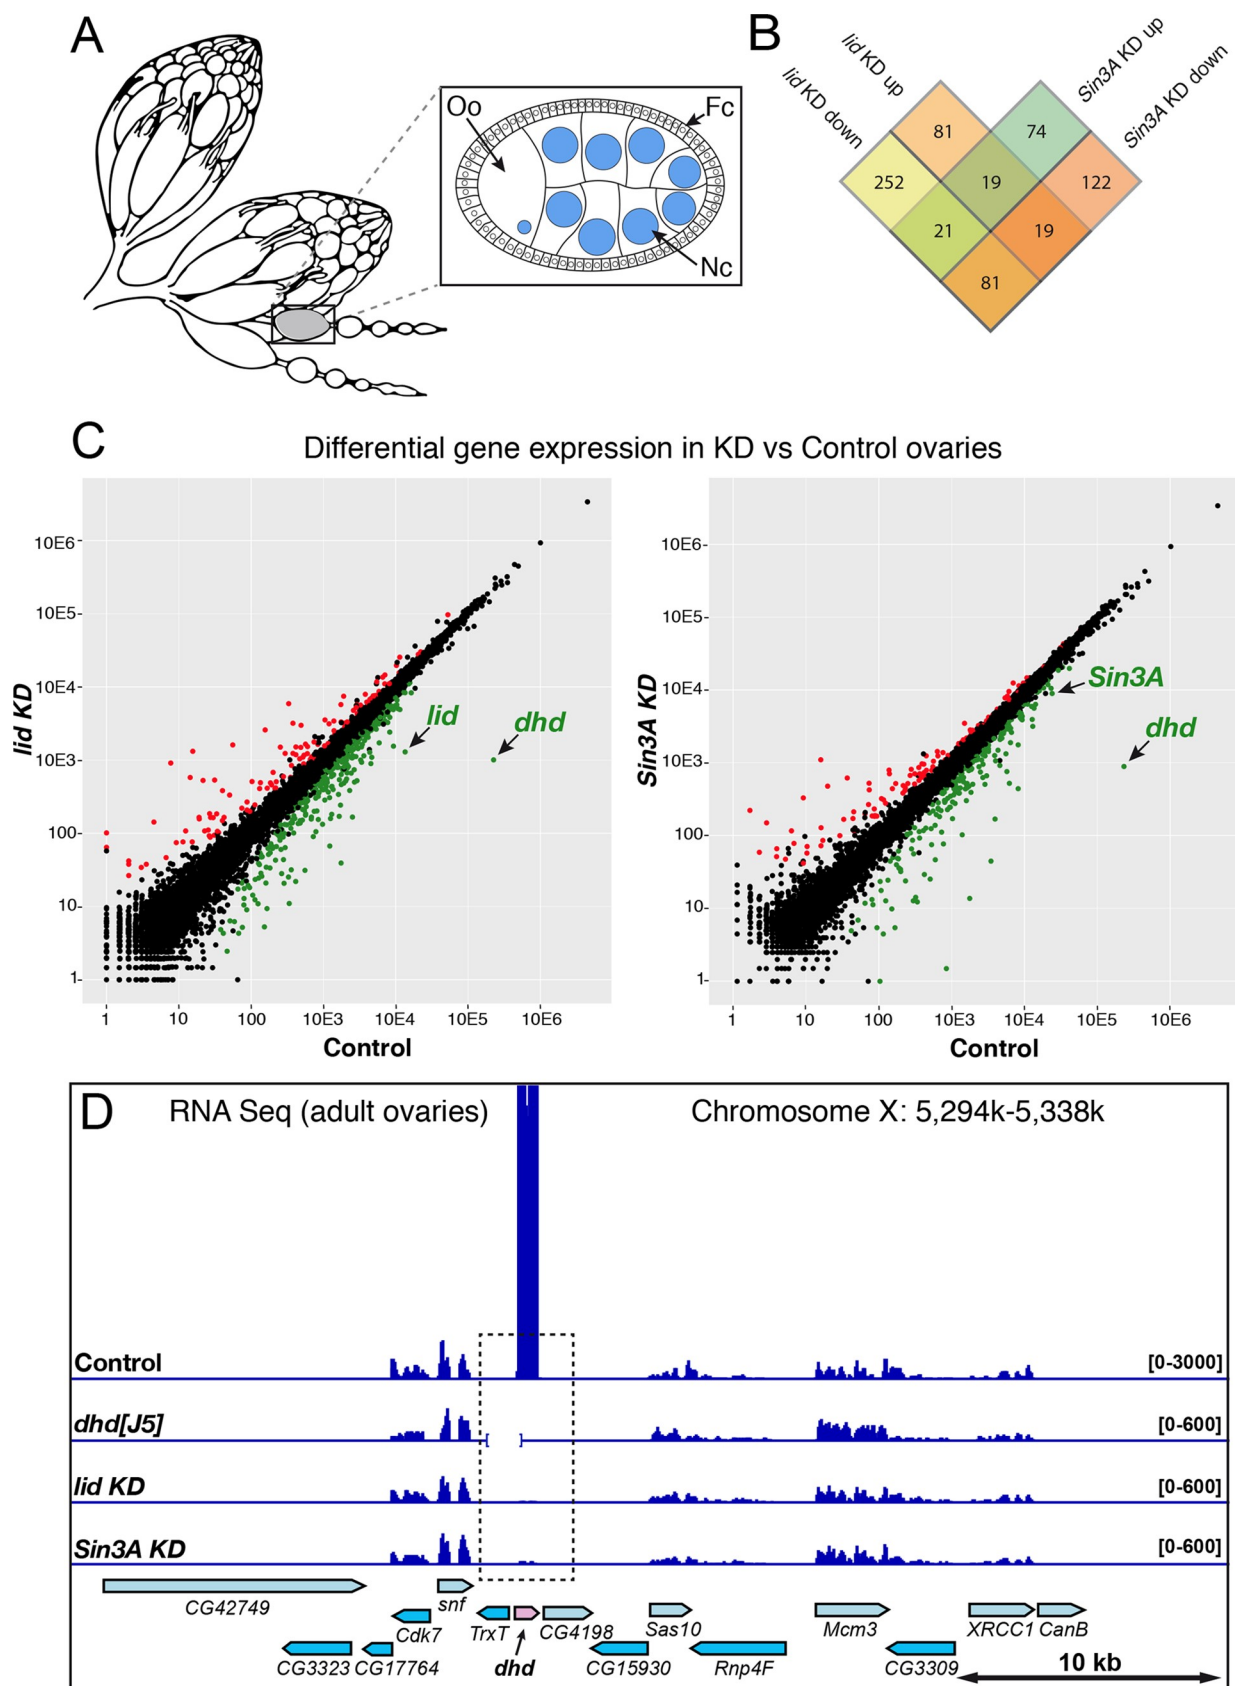 A
Oo
Fc
Nc
B
lid KD down
lid KD up
Sin3A KD up
Sin3A KD down
81
74
252
19
122
21
19
81
C
Differential gene expression in KD vs Control ovaries
lid KD
10E6
10E5
10E4
10E3
100
10
1
lid
dhd
1 10 100 10E3 10E4 10E5 10E6
Control
Sin3A KD
10E6
10E5
10E4
10E3
100
10
1
Sin3A
dhd
1 10 100 10E3 10E4 10E5 10E6
Control
D
RNA Seq (adult ovaries)
Chromosome X: 5,294k-5,338k
Control [0-3000]
dhd[J5] [0-600]
lid KD [0-600]
Sin3A KD [0-600]
CG42749
snf
Cdk7
TrxT
CG4198
Sas10
Mcm3
XRCC1
CanB
CG3323
CG17764
dhd
CG15930
Rnp4F
CG3309
10 kb